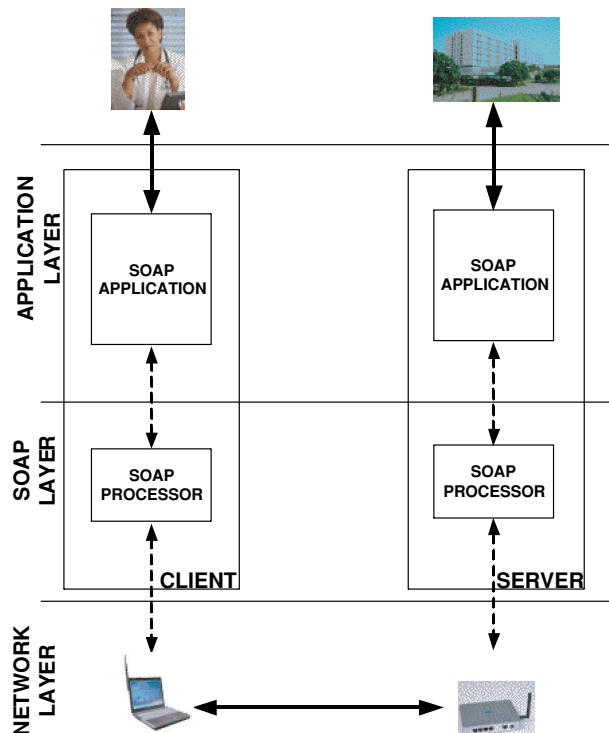 APPLICATION
LAYER
SOAP
APPLICATION
SOAP
APPLICATION
SOAP
LAYER
SOAP
PROCESSOR
SOAP
PROCESSOR
CLIENT
SERVER
NETWORK
LAYER